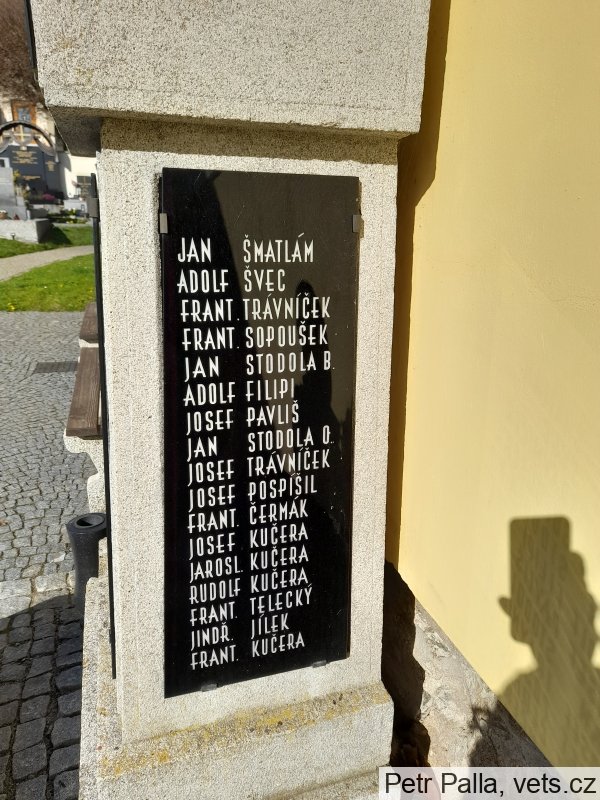 JAN ŠMATLÁM
ADOLF ŠVEC
FRANT. TRÁVNÍČEK
FRANT. SOPOUŠEK
JAN STODOLA B.
ADOLF FILIPI
JOSEF PAVLIŠ
JAN STODOLA O.
JOSEF TRÁVNÍČEK
JOSEF POSPÍŠIL
FRANT. ČERMÁK
JOSEF KUČERA
JAROSL. KUČERA
RUDOLF KUČERA
FRANT. TELECKÝ
JINDŘ. JÍLEK
FRANT. KUČERA
Petr Palla, vets.cz